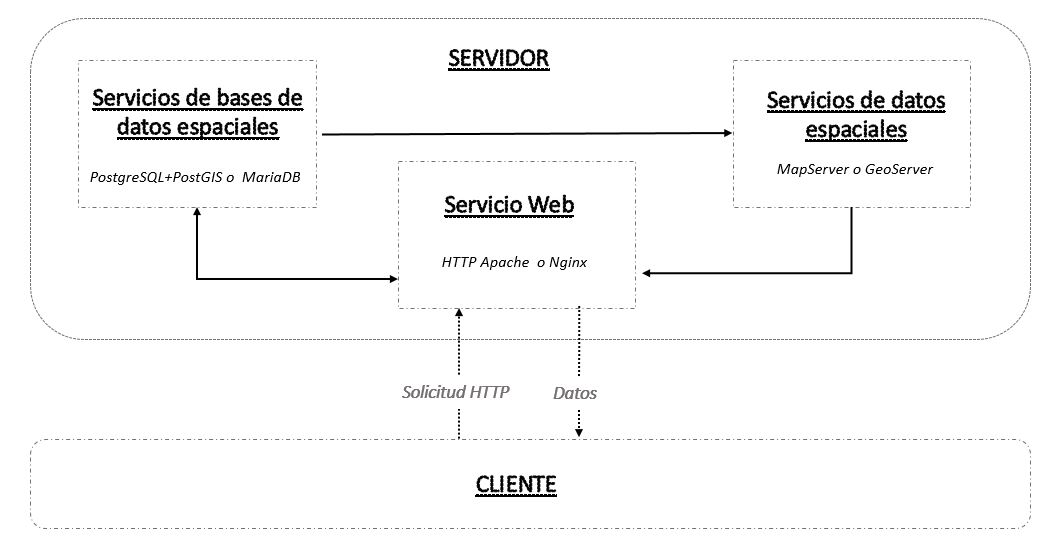 SERVIDOR
Servicios de bases de
datos espaciales
PostgreSQL+PostGIS o MariaDB
Servicio Web
HTTP Apache o Nginx
Servicios de datos
espaciales
MapServer o GeoServer
Solicitud HTTP
Datos
CLIENTE